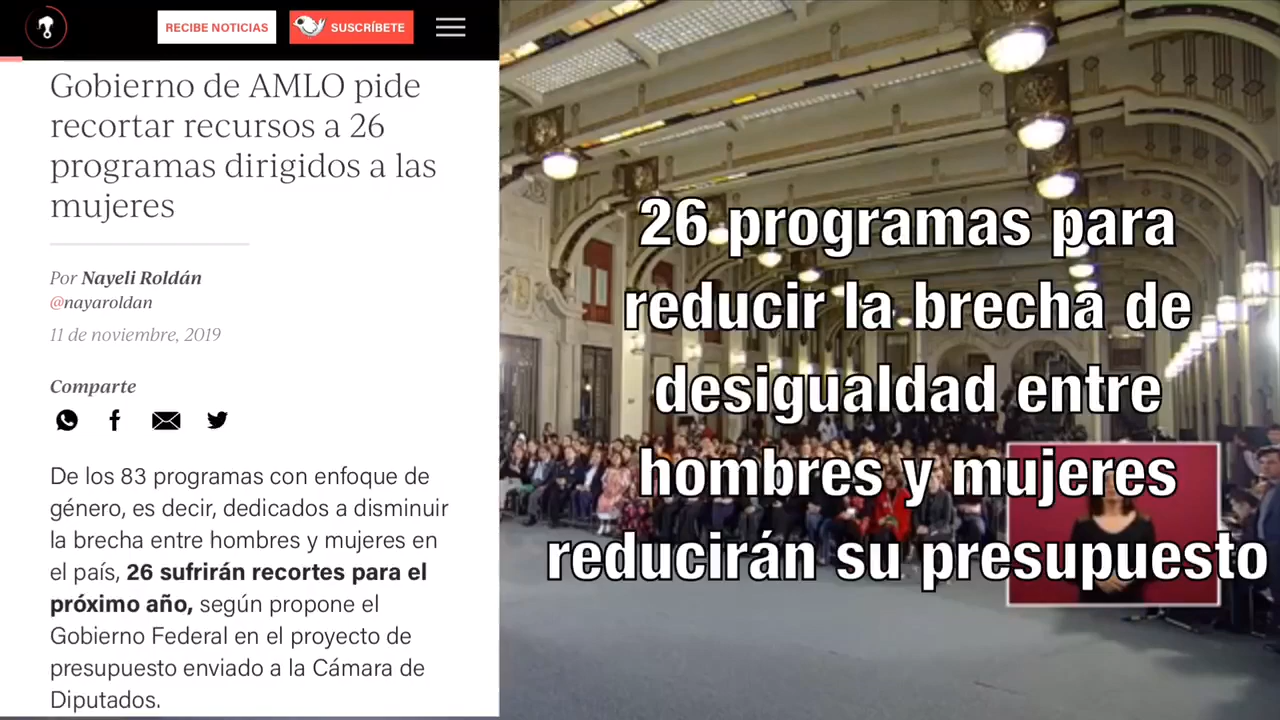 RECIBE NOTICIAS
SUSCRÍBETE
Gobierno de AMLO pide
recortar recursos a 26
programas dirigidos a las
mujeres
Por Nayeli Roldán
@nayaroldan
11 de noviembre, 2019
Comparte
De los 83 programas con enfoque de
género, es decir, dedicados a disminuir
la brecha entre hombres y mujeres en
el país, 26 sufrirán recortes para el
próximo año, según propone el
Gobierno Federal en el proyecto de
presupuesto enviado a la Cámara de
Diputados.
26 programas para
reducir la brecha de
desigualdad entre
hombres y mujeres
reducirán su presupuesto